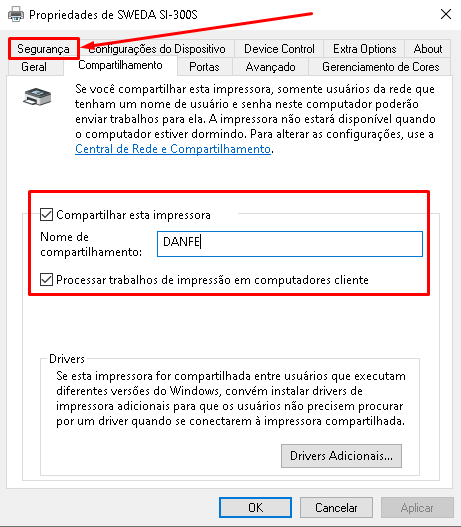 Propriedades de SWEDA SI-300S
Segurança Configurações do Dispositivo Device Control Extra Options About
Geral Compartilhamento Portas Avançado Gerenciamento de Cores
Se você compartilhar esta impressora, somente usuários da rede que
tenham um nome de usuário e senha neste computador poderão
enviar trabalhos para ela. A impressora não estará disponível quando
o computador estiver dormindo. Para alterar as configurações, use a
Central de Rede e Compartilhamento.
Compartilhar esta impressora
Nome de
compartilhamento:
DANFE
Processar trabalhos de impressão em computadores cliente
Drivers
Se esta impressora for compartilhada entre usuários que executam
diferentes versões do Windows, convém instalar drivers de
impressora adicionais para que os usuários não precisem procurar
por um driver quando se conectarem à impressora compartilhada.
Drivers Adicionais...
OK Cancelar Aplicar